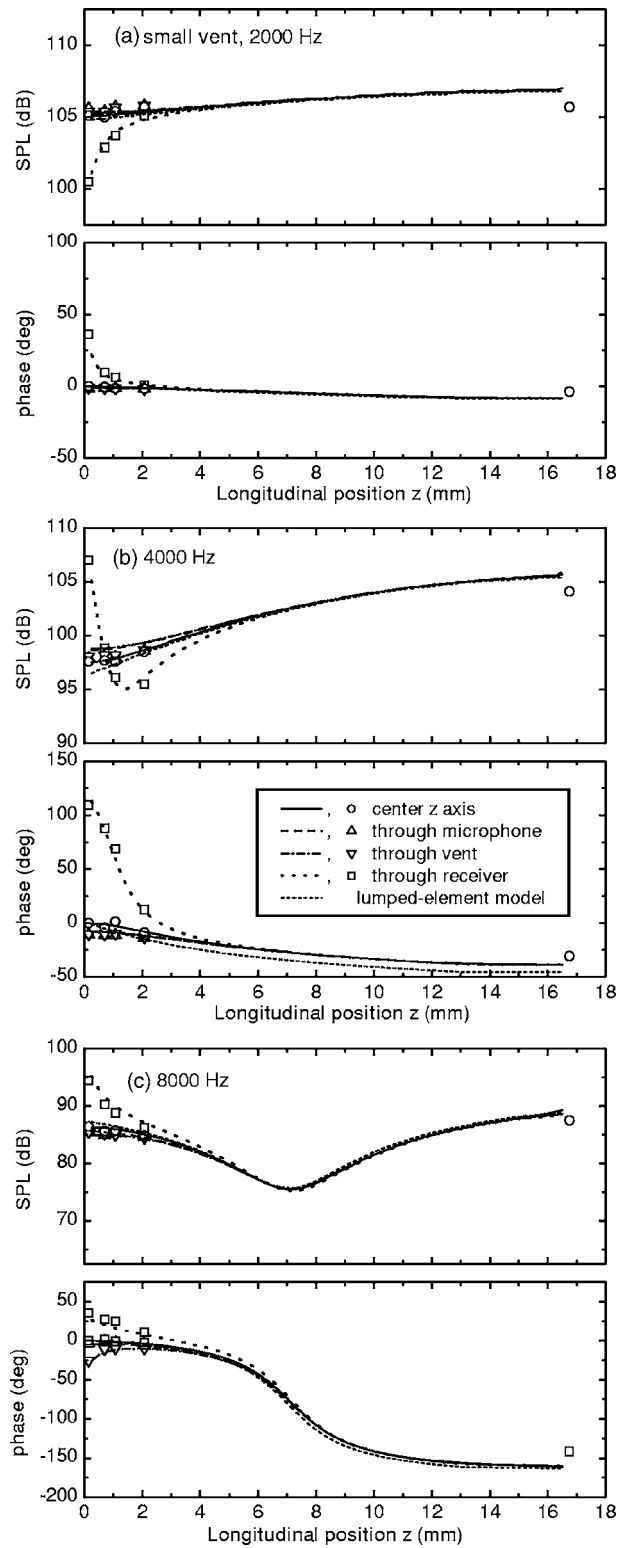 (a) small vent, 2000 Hz
110
105
100
SPL (dB)
100
50
0
-50
phase (deg)
0 2 4 6 8 10 12 14 16 18
Longitudinal position z (mm)
(b) 4000 Hz
110
105
100
95
90
SPL (dB)
150
100
50
0
-50
phase (deg)
, center z axis
, through microphone
, through vent
, through receiver
lumped-element model
0 2 4 6 8 10 12 14 16 18
Longitudinal position z (mm)
(c) 8000 Hz
100
90
80
70
SPL (dB)
50
0
-50
-100
-150
-200
phase (deg)
0 2 4 6 8 10 12 14 16 18
Longitudinal position z (mm)